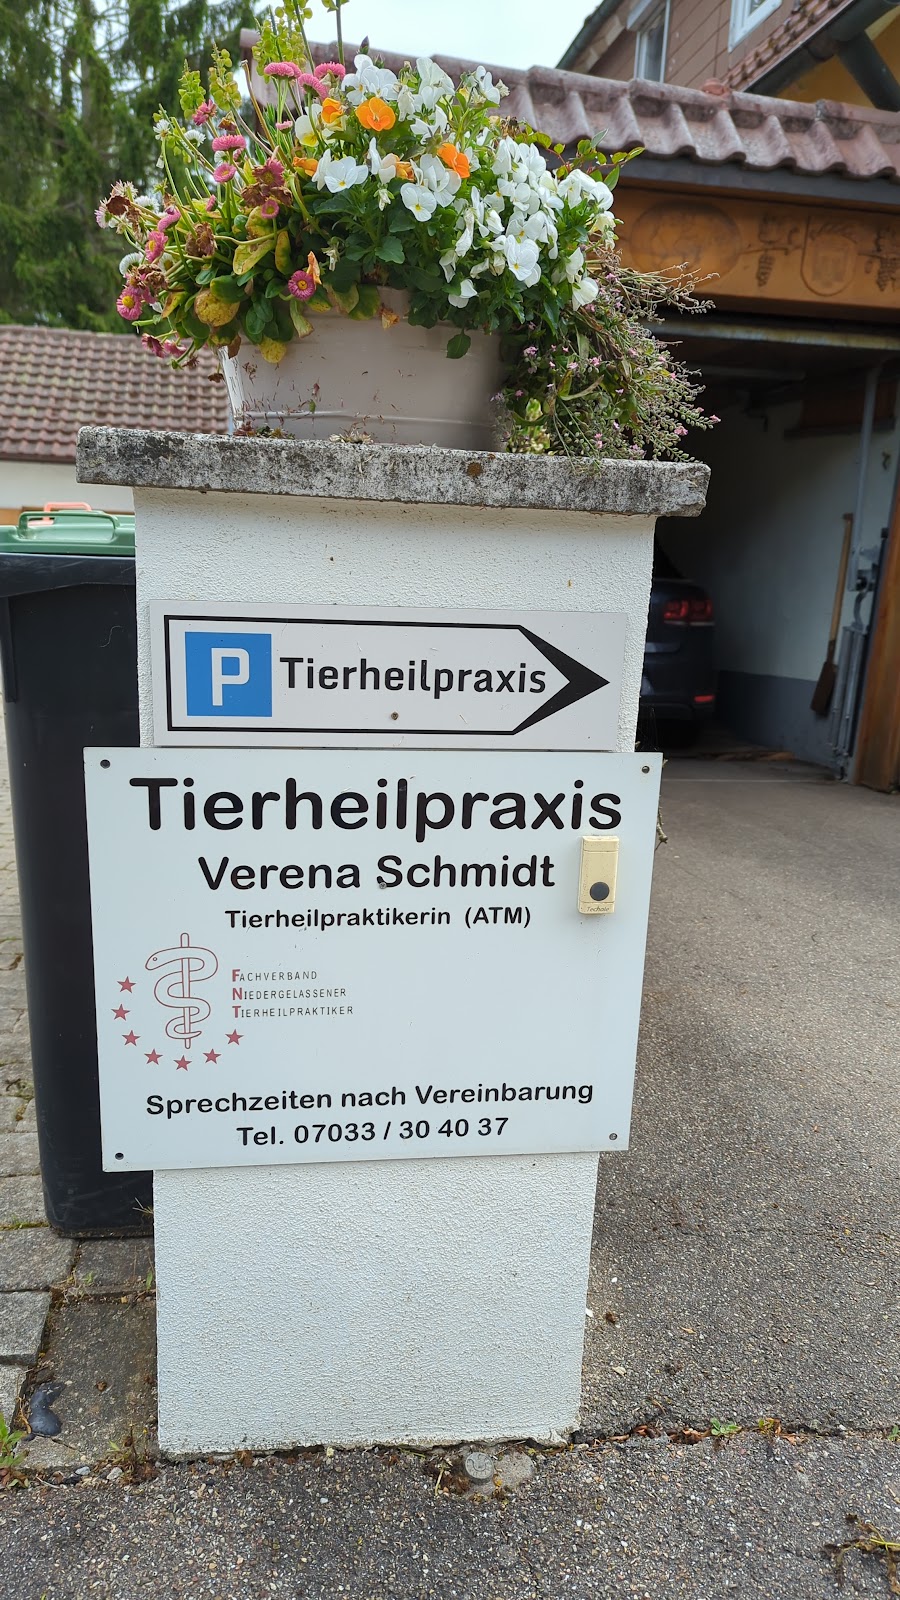 P Tierheilpraxis
Tierheilpraxis
Verena Schmidt
Tierheilpraktikerin (ATM)
FACHVERBAND
NIEDERGELASSENER
TIERHEILPRAKTIKER
Sprechzeiten nach Vereinbarung
Tel. 07033 / 30 40 37